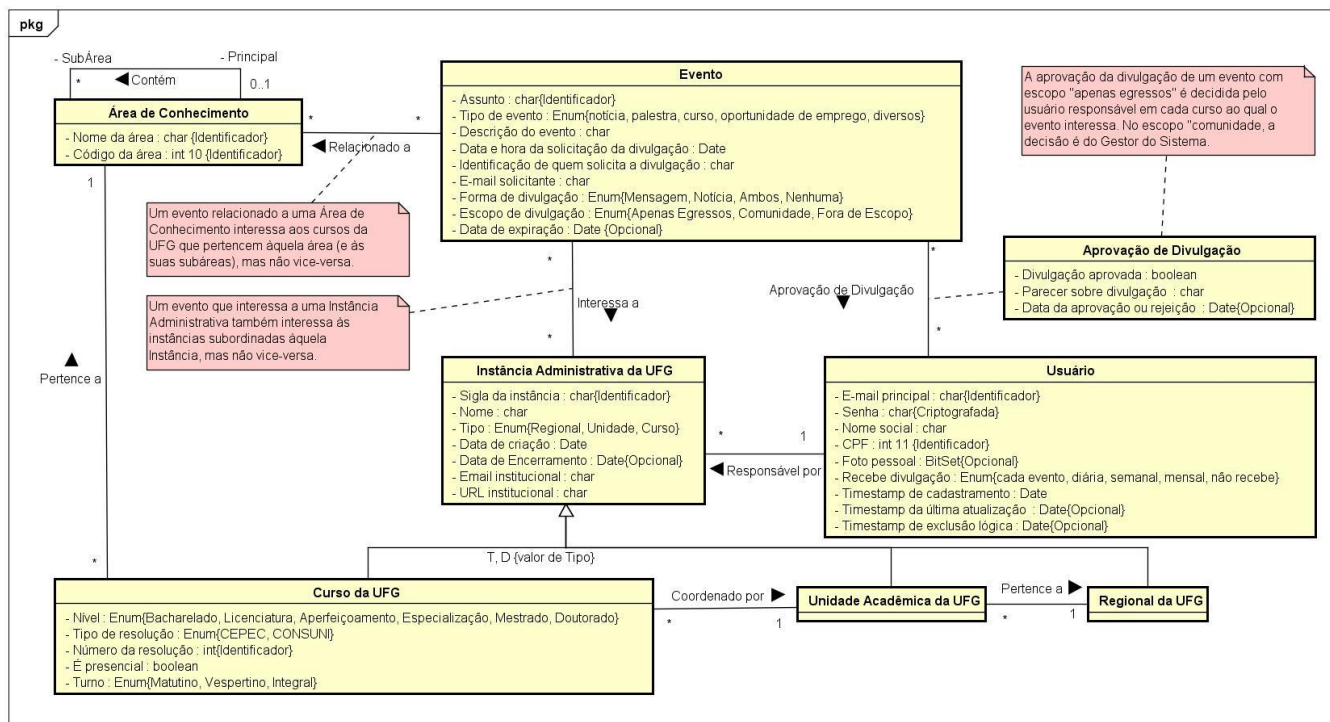 pkg
- SubÁrea
- Principal
◄ Contém
*
0..1
Área de Conhecimento
- Nome da área : char {Identificador}
- Código da área : int 10 {Identificador}
*
*
◄ Relacionado a
Evento
- Assunto : char{Identificador}
- Tipo de evento : Enum{notícia, palestra, curso, oportunidade de emprego, diversos}
- Descrição do evento : char
- Data e hora da solicitação da divulgação : Date
- Identificação de quem solicita a divulgação : char
- E-mail solicitante : char
- Forma de divulgação : Enum{Mensagem, Notícia, Ambos, Nenhuma}
- Escopo de divulgação : Enum{Apenas Egressos, Comunidade, Fora de Escopo}
- Data de expiração : Date {Opcional}
A aprovação da divulgação de um evento com
escopo "apenas egressos" é decidida pelo
usuário responsável em cada curso ao qual o
evento interessa. No escopo "comunidade, a
decisão é do Gestor do Sistema.
1
Um evento relacionado a uma Área de
Conhecimento interessa aos cursos da
UFG que pertencem àquela área (e às
suas subáreas), mas não vice-versa.
Um evento que interessa a uma Instância
Administrativa também interessa às
instâncias subordinadas àquela
Instância, mas não vice-versa.
*
Interessa a
▼
*
*
Aprovação de Divulgação
▼
*
Aprovação de Divulgação
- Divulgação aprovada : boolean
- Parecer sobre divulgação : char
- Data da aprovação ou rejeição : Date{Opcional}
▲
Pertence a
Instância Administrativa da UFG
- Sigla da instância : char{Identificador}
- Nome : char
- Tipo : Enum{Regional, Unidade, Curso}
- Data de criação : Date
- Data de Encerramento : Date{Opcional}
- Email institucional : char
- URL institucional : char
*
1
◄ Responsável por
Usuário
- E-mail principal : char{Identificador}
- Senha : char{Criptografada}
- Nome social : char
- CPF : int 11 {Identificador}
- Foto pessoal : BitSet{Opcional}
- Recebe divulgação : Enum{cada evento, diária, semanal, mensal, não recebe}
- Timestamp de cadastramento : Date
- Timestamp da última atualização : Date{Opcional}
- Timestamp de exclusão lógica : Date{Opcional}
T, D {valor de Tipo}
*
Curso da UFG
- Nível : Enum{Bacharelado, Licenciatura, Aperfeiçoamento, Especialização, Mestrado, Doutorado}
- Tipo de resolução : Enum{CEPEC, CONSUNI}
- Número da resolução : int{Identificador}
- É presencial : boolean
- Turno : Enum{Matutino, Vespertino, Integral}
Coordenado por ►
*
1
Unidade Acadêmica da UFG
Pertence a ►
*
1
Regional da UFG